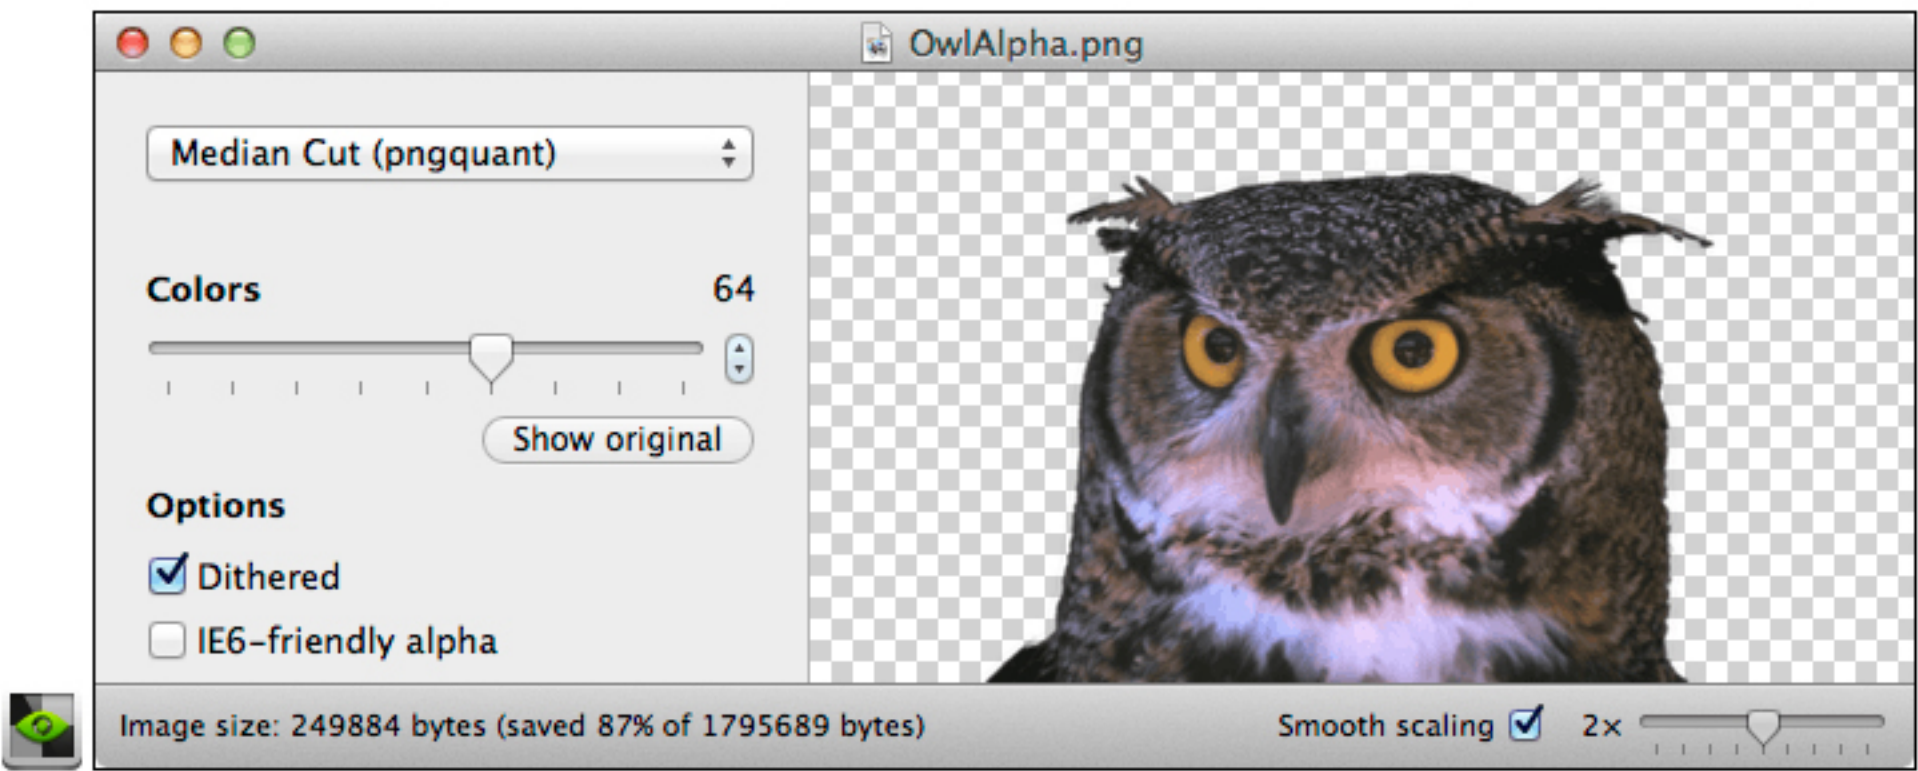 OwlAlpha.png
Median Cut (pngquant)
Colors 64
Show original
Options
Dithered
IE6-friendly alpha
Image size: 249884 bytes (saved 87% of 1795689 bytes) Smooth scaling 2×